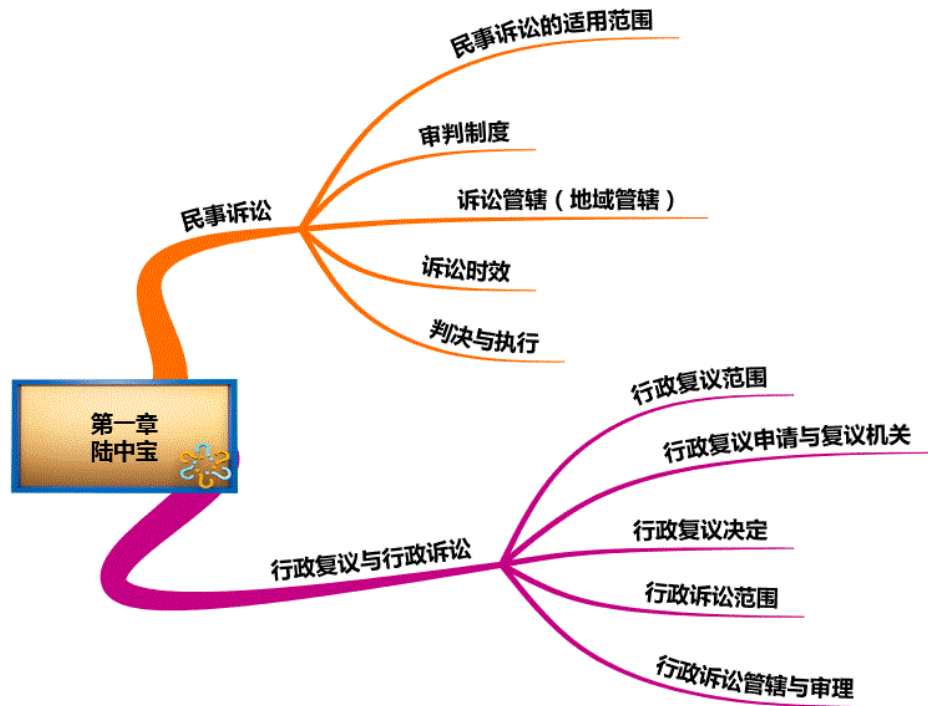 第一章
陆中宝
民事诉讼
民事诉讼的适用范围
审判制度
诉讼管辖（地域管辖）
诉讼时效
判决与执行
行政复议与行政诉讼
行政复议范围
行政复议申请与复议机关
行政复议决定
行政诉讼范围
行政诉讼管辖与审理